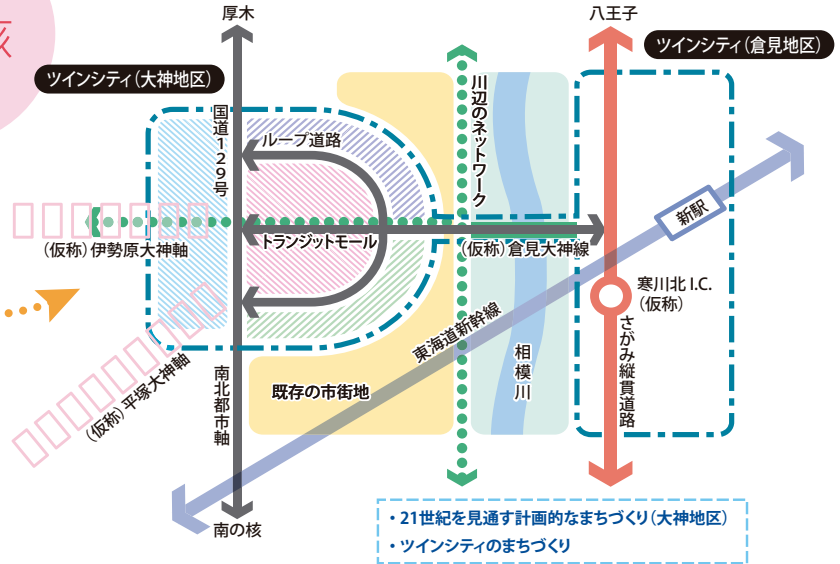 核
厚木
八王子
ツインシティ(大神地区)
ツインシティ(倉見地区)
国道129号
ループ道路
川辺のネットワーク
新駅
(仮称)伊勢原大神軸
トランジットモール
(仮称)倉見大神線
寒川北 I.C.
(仮称)
さがみ縦貫道路
東海道新幹線
相模川
(仮称)平塚大神軸
南北都市軸
既存の市街地
南の核
・21世紀を見通す計画的なまちづくり(大神地区)
・ツインシティのまちづくり